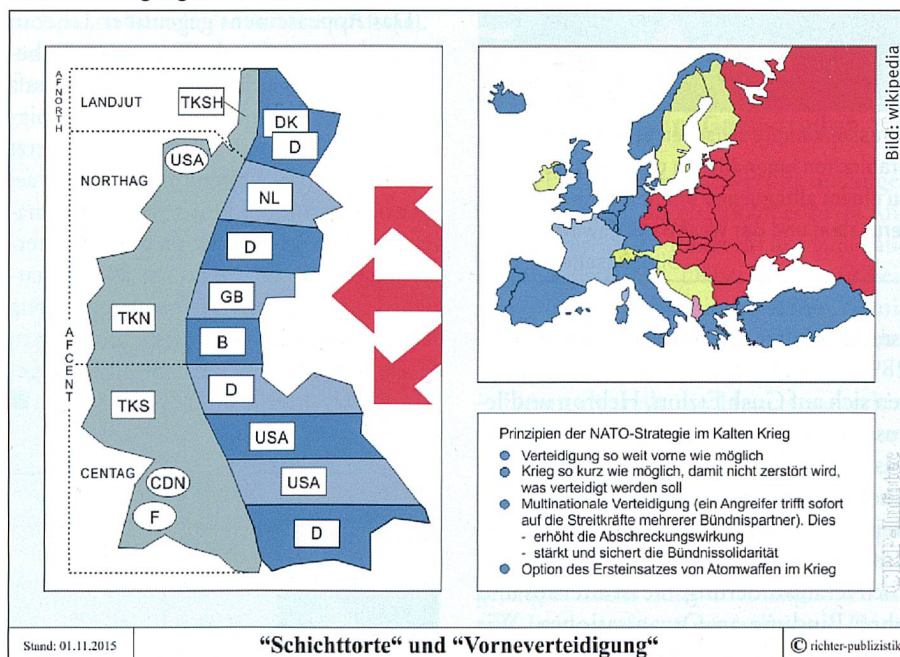 AFNORTH
LANDJUT
TKSH
DK
D
USA
NORTHAG
NL
D
GB
TKN
B
AFCENT
D
TKS
USA
CENTAG
CDN
USA
F
D
Bild: wikipedia
Prinzipien der NATO-Strategie im Kalten Krieg
Verteidigung so weit vorne wie möglich
Krieg so kurz wie möglich, damit nicht zerstört wird,
was verteidigt werden soll
Multinationale Verteidigung (ein Angreifer trifft sofort
auf die Streitkräfte mehrerer Bündnispartner). Dies
- erhöht die Abschreckungswirkung
- stärkt und sichert die Bündnissolidarität
Option des Ersteinsatzes von Atomwaffen im Krieg
Stand: 01.11.2015
“Schichttorte“ und “Vorneverteidigung“
© richter-publizistik